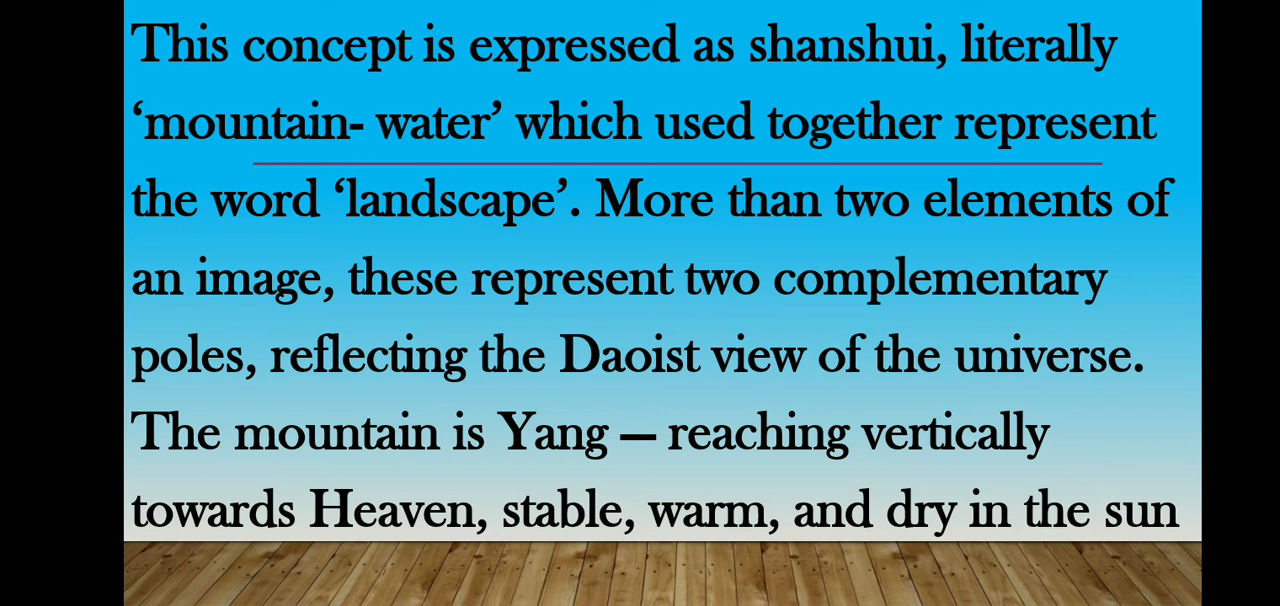 This concept is expressed as shanshui, literally
‘mountain- water’ which used together represent
the word ‘landscape’. More than two elements of
an image, these represent two complementary
poles, reflecting the Daoist view of the universe.
The mountain is Yang — reaching vertically
towards Heaven, stable, warm, and dry in the sun